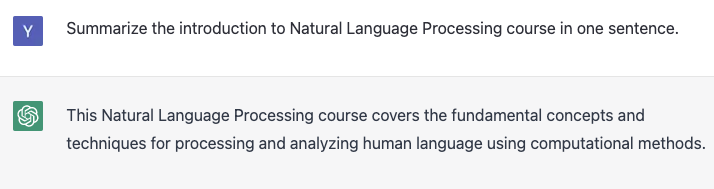 Y
Summarize the introduction to Natural Language Processing course in one sentence.
This Natural Language Processing course covers the fundamental concepts and
techniques for processing and analyzing human language using computational methods.